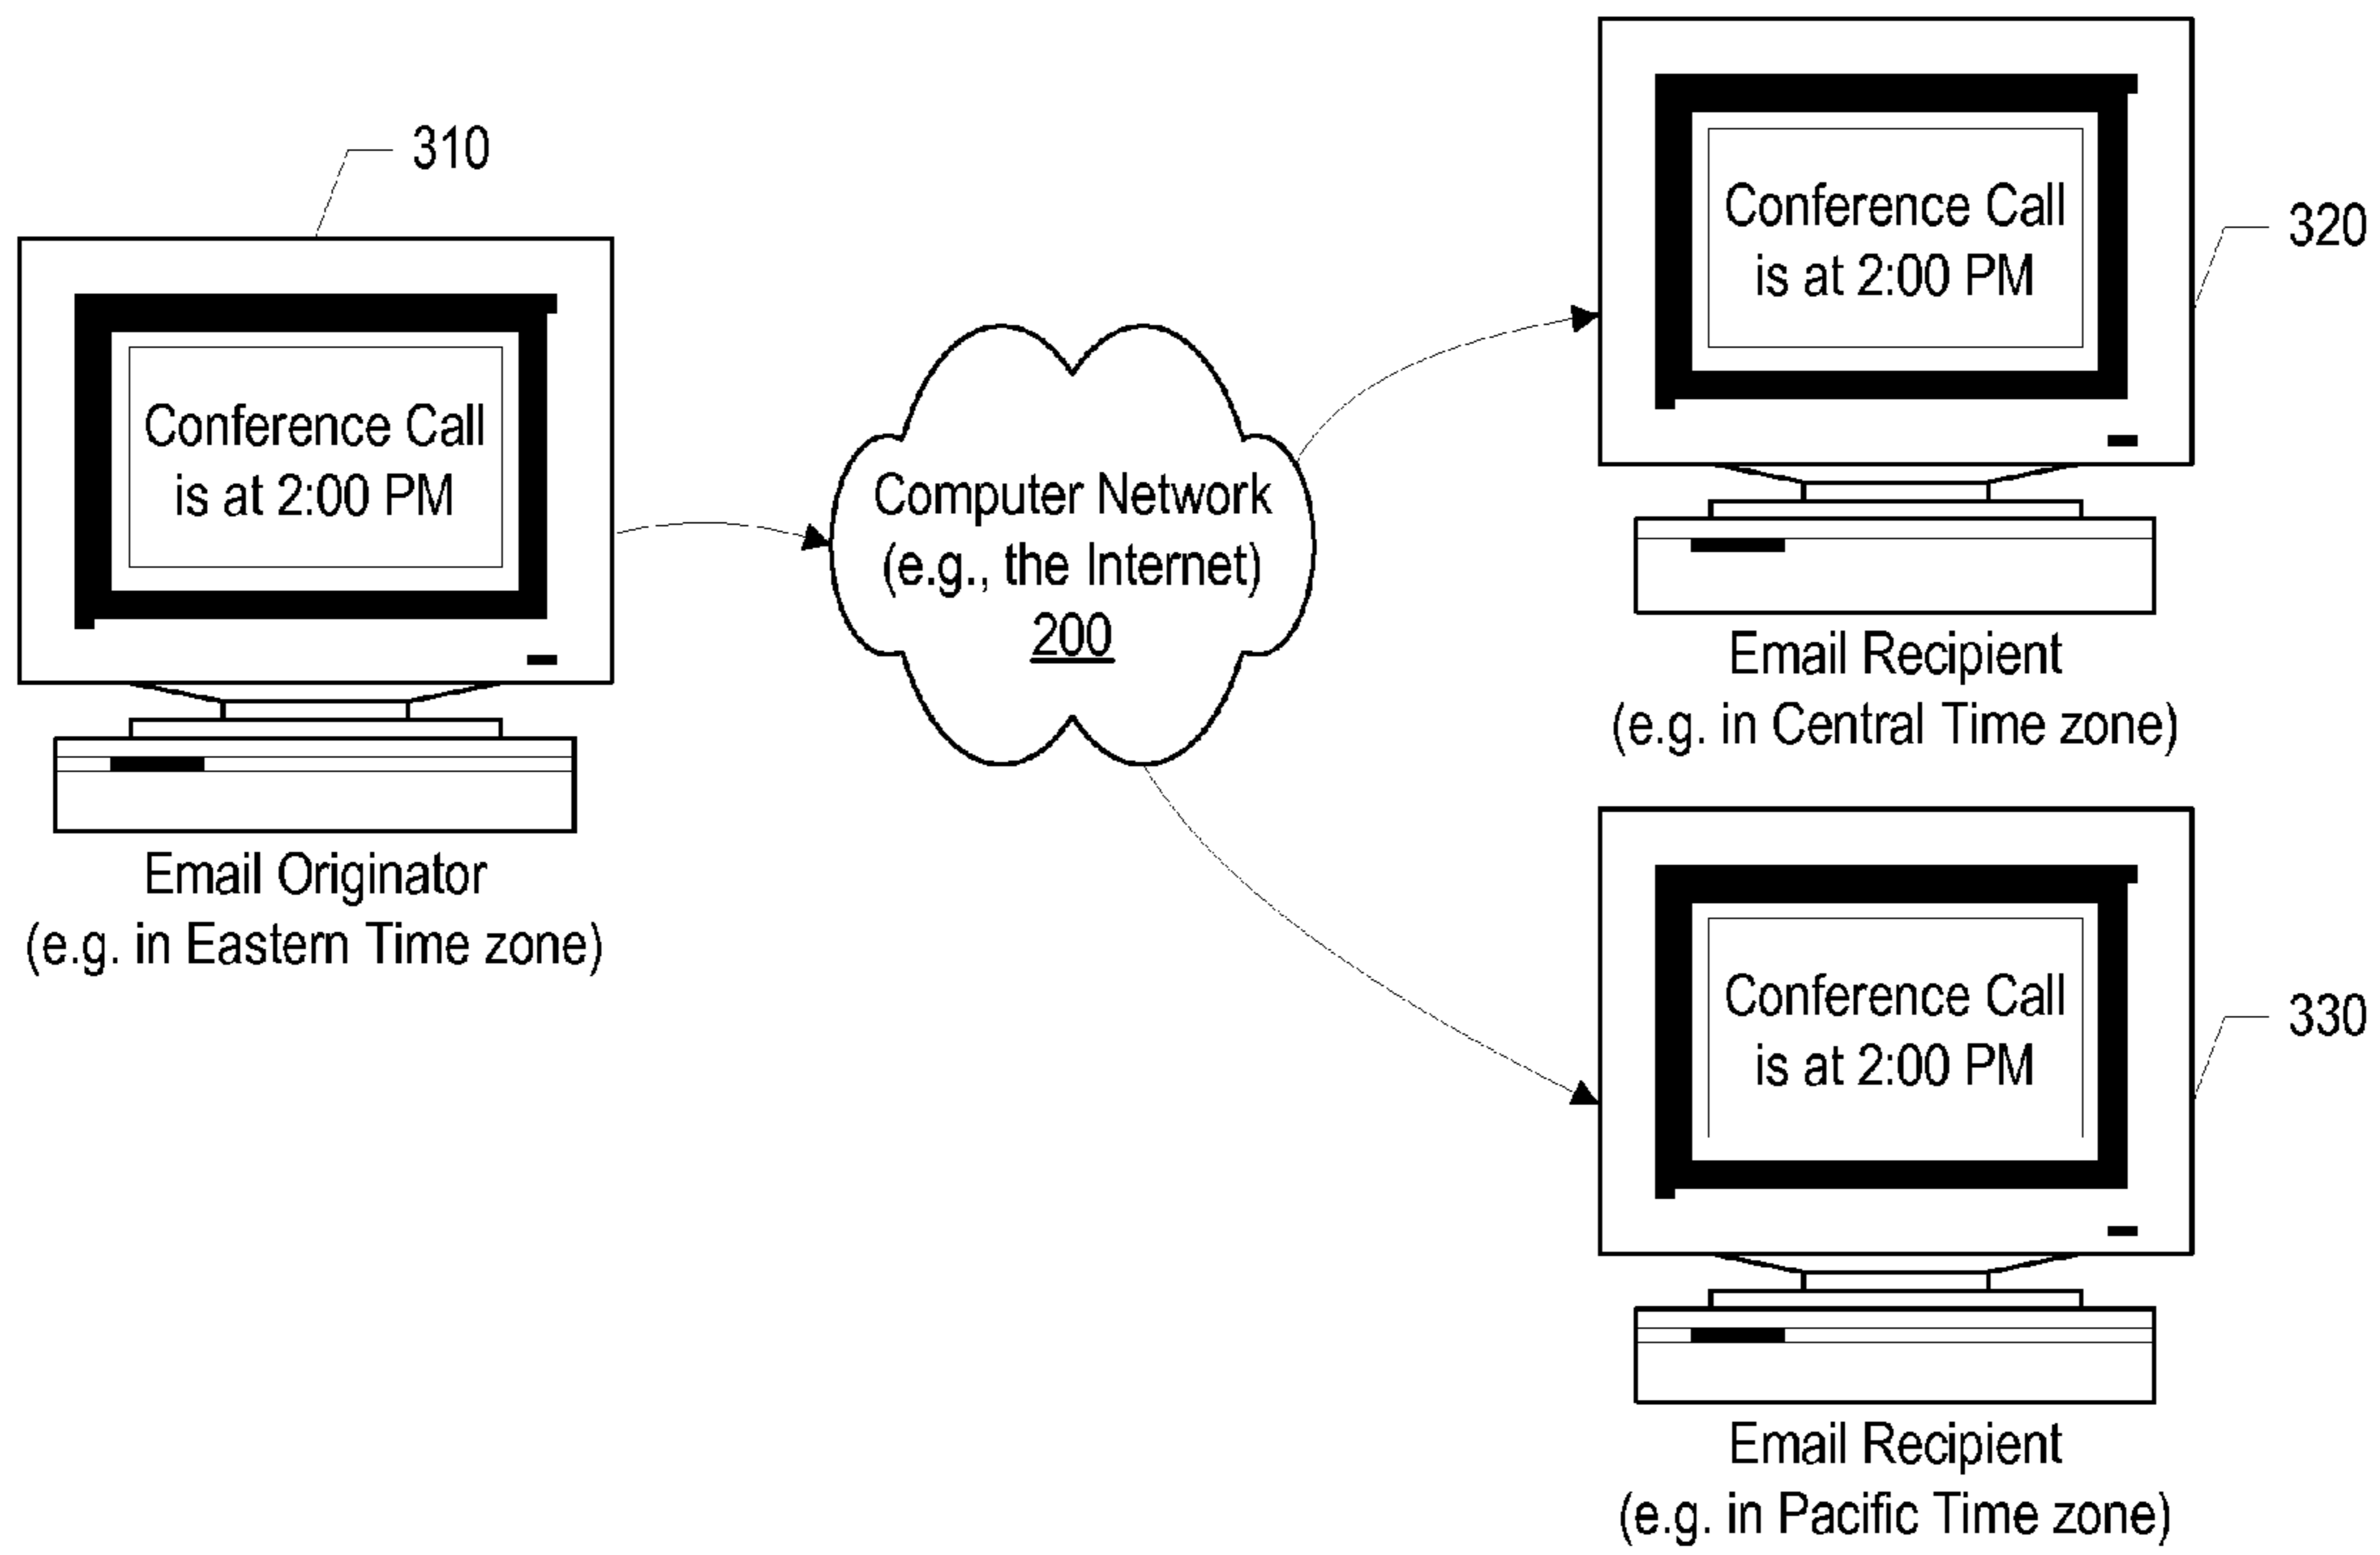 310
Conference Call
is at 2:00 PM
Email Originator
(e.g. in Eastern Time zone)
Computer Network
(e.g., the Internet)
200
Conference Call
is at 2:00 PM
320
Email Recipient
(e.g. in Central Time zone)
Conference Call
is at 2:00 PM
330
Email Recipient
(e.g. in Pacific Time zone)